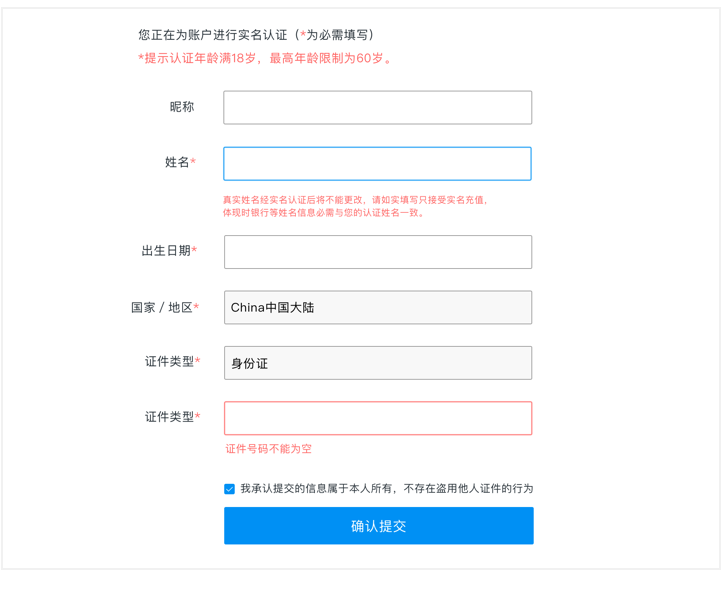 您正在为账户进行实名认证（*为必需填写）
*提示认证年龄满18岁，最高年龄限制为60岁。
昵称
姓名*
真实姓名经实名认证后将不能更改，请如实填写只接受实名充值，
体现时银行等姓名信息必需与您的认证姓名一致。
出生日期*
国家 / 地区* China中国大陆
证件类型* 身份证
证件类型*
证件号码不能为空
我承认提交的信息属于本人所有，不存在盗用他人证件的行为
确认提交